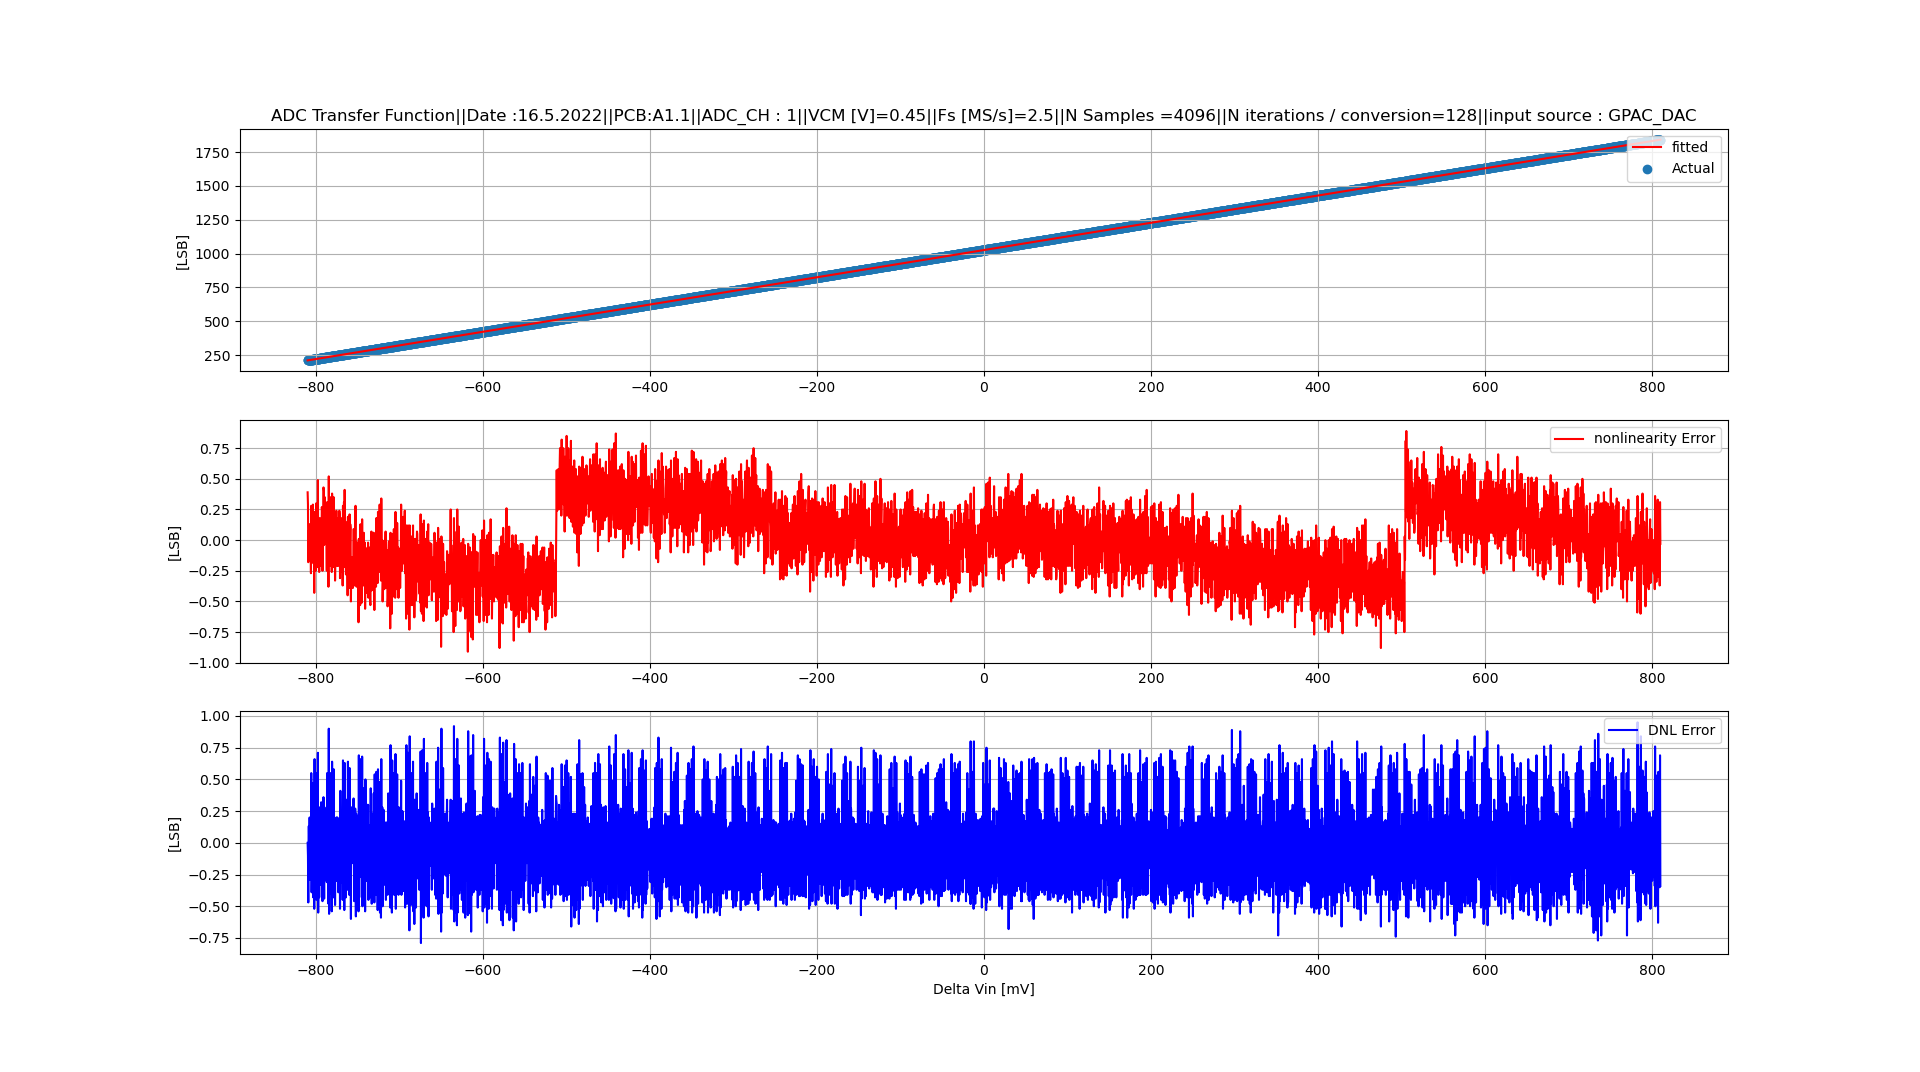 ADC Transfer Function||Date :16.5.2022||PCB:A1.1||ADC_CH : 1||VCM [V]=0.45||Fs [MS/s]=2.5||N Samples =4096||N iterations / conversion=128||input source : GPAC_DAC
[LSB]
1750
1500
1250
1000
750
500
250
fitted
Actual
−800 −600 −400 −200 0 200 400 600 800
[LSB]
0.75
0.50
0.25
0.00
−0.25
−0.50
−0.75
−1.00
nonlinearity Error
−800 −600 −400 −200 0 200 400 600 800
[LSB]
1.00
0.75
0.50
0.25
0.00
−0.25
−0.50
−0.75
DNL Error
−800 −600 −400 −200 0 200 400 600 800
Delta Vin [mV]